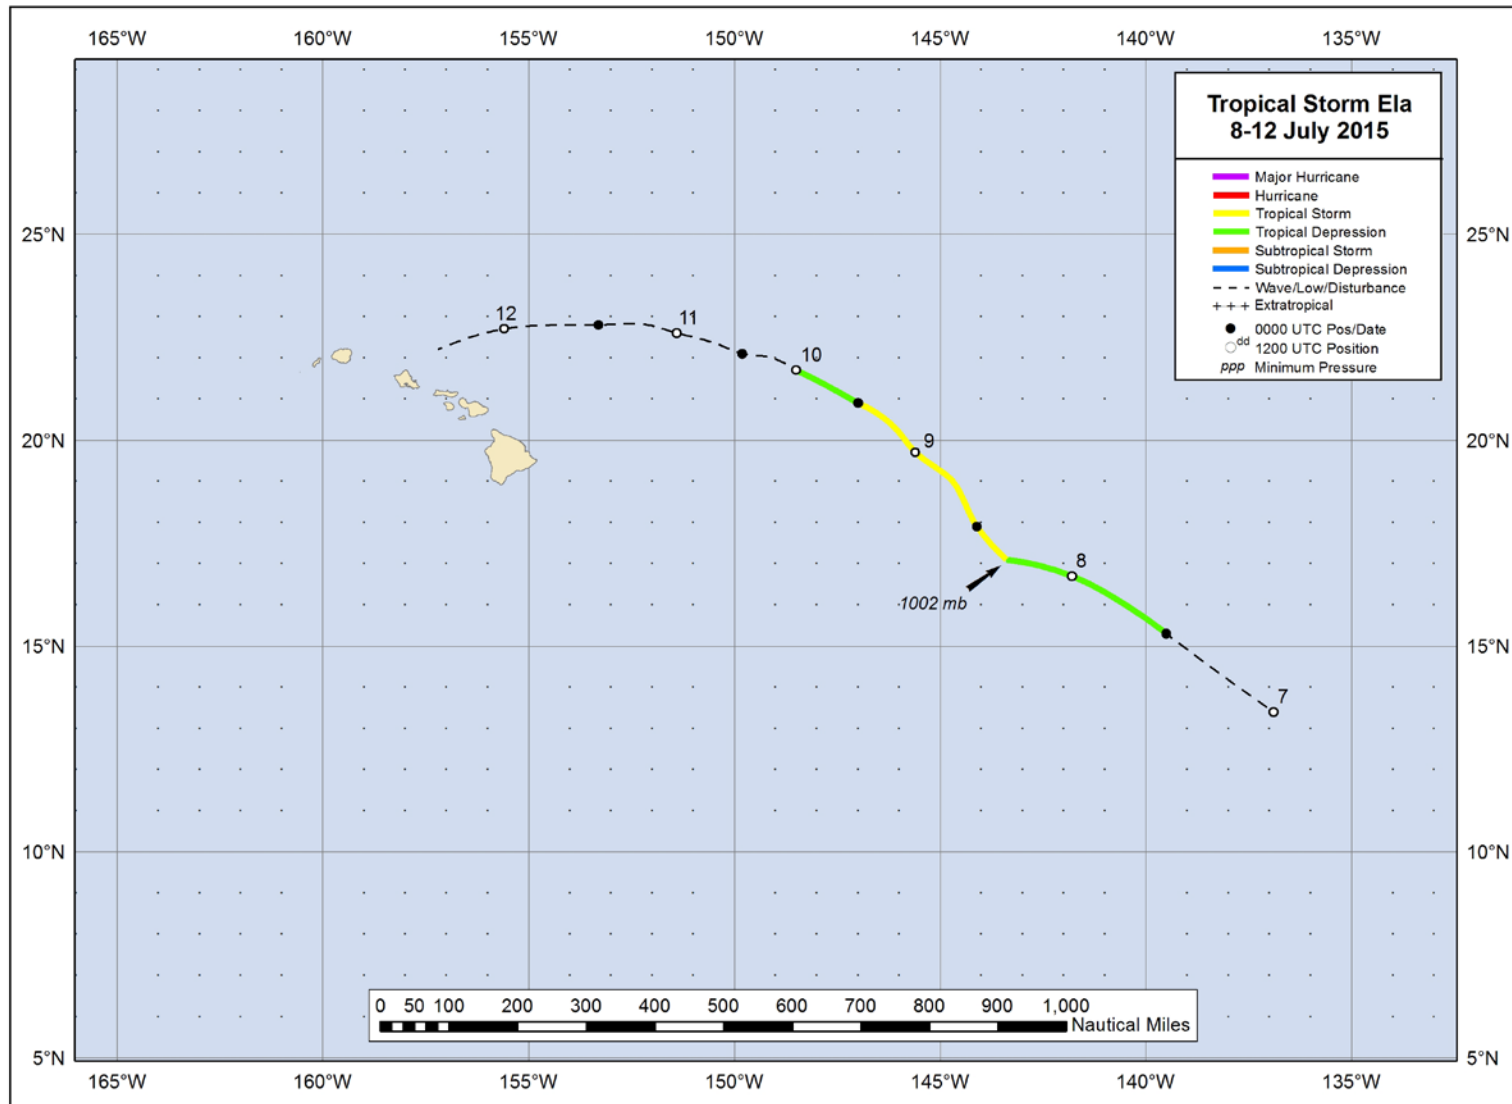 165°W 160°W 155°W 150°W 145°W 140°W 135°W
Tropical Storm Ela
8-12 July 2015
Major Hurricane
Hurricane
Tropical Storm
Tropical Depression
Subtropical Storm
Subtropical Depression
Wave/Low/Disturbance
+ + + Extratropical
0000 UTC Pos/Date
dd 1200 UTC Position
ppp Minimum Pressure
25°N 25°N
12
11
10
20°N 9 20°N
8
1002 mb
15°N 15°N
7
10°N 10°N
0 50 100 200 300 400 500 600 700 800 900 1,000
Nautical Miles
5°N 5°N
165°W 160°W 155°W 150°W 145°W 140°W 135°W